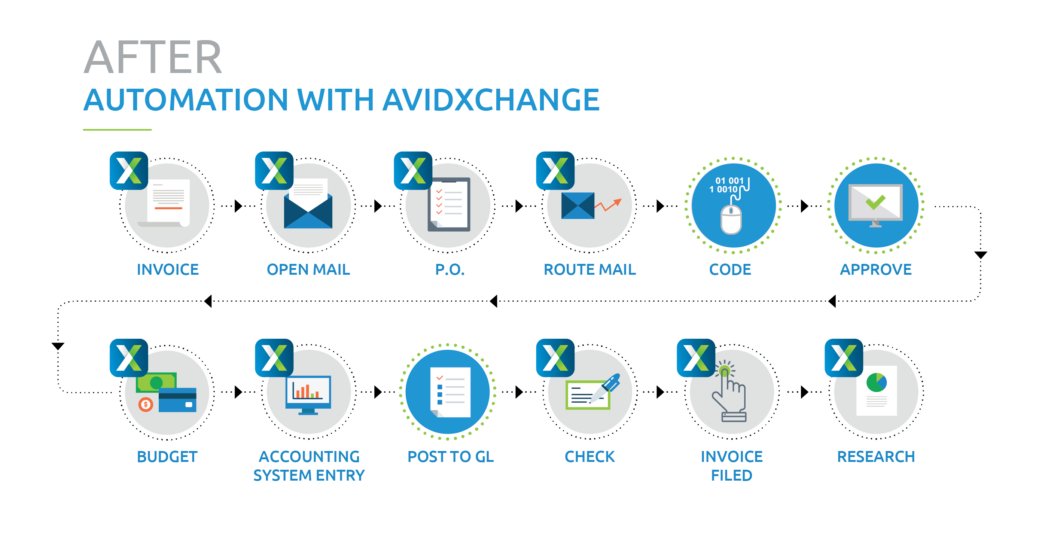 AFTER
AUTOMATION WITH AVIDXCHANGE
01 001
1 0010
INVOICE
OPEN MAIL
P.O.
ROUTE MAIL
CODE
APPROVE
BUDGET
ACCOUNTING
SYSTEM ENTRY
POST TO GL
CHECK
INVOICE
FILED
RESEARCH